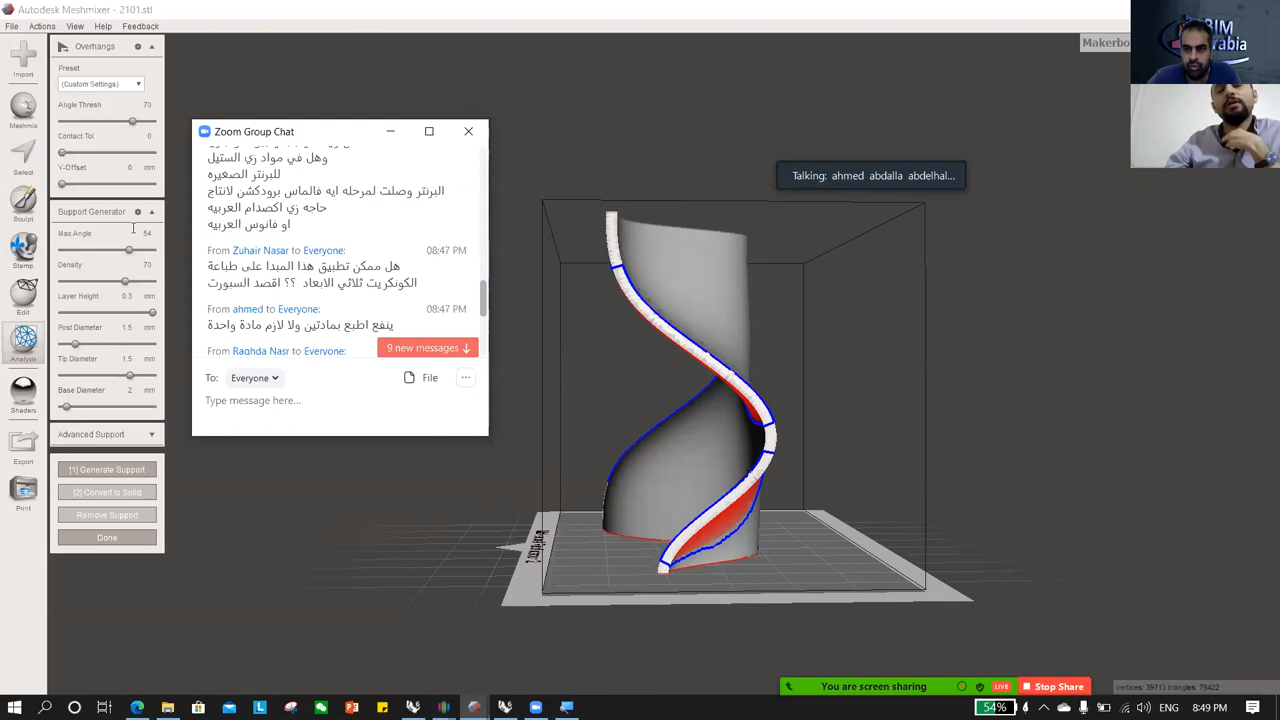 Autodesk Meshmixer - 2101.stl
File Actions View Help Feedback
Import
Meshmix
Select
Sculpt
Stamp
Edit
Analysis
Shaders
Export
Print
Overhangs
Preset
(Custom Settings)
Angle Thresh 70
Contact Tol 0
Y-Offset 0 mm
Support Generator
Max.Angle 54
Density 70
Layer Height 0.3 mm
Post Diameter 1.5 mm
Tip Diameter 1.5 mm
Base Diameter 2 mm
Advanced Support
[1] Generate Support
[2] Convert to Solid
Remove Support
Done
Zoom Group Chat
وهل في مواد زي الستيل
للبرنتر الصغيره
البرنتر وصلت لمرحله ايه فالماس برودكشن لانتاج
حاجه زي اكصدام العربيه
او فانوس العربيه
From Zuhair Nasar to Everyone: 08:47 PM
هل ممكن تطبيق هذا المبدا على طباعة
الكونكريت ثلاثي الابعاد ؟؟ اقصد السبورت
From ahmed to Everyone: 08:47 PM
ينفع اطبع بمادتين ولا لازم مادة واحدة
From Raghda Nasr to Everyone:
9 new messages
To: Everyone File
Type message here...
Talking: ahmed abdalla abdelhal...
Makerbo
BIM
rabia
You are screen sharing LIVE Stop Share
vertices: 39713 triangles: 79422
54% ENG 8:49 PM